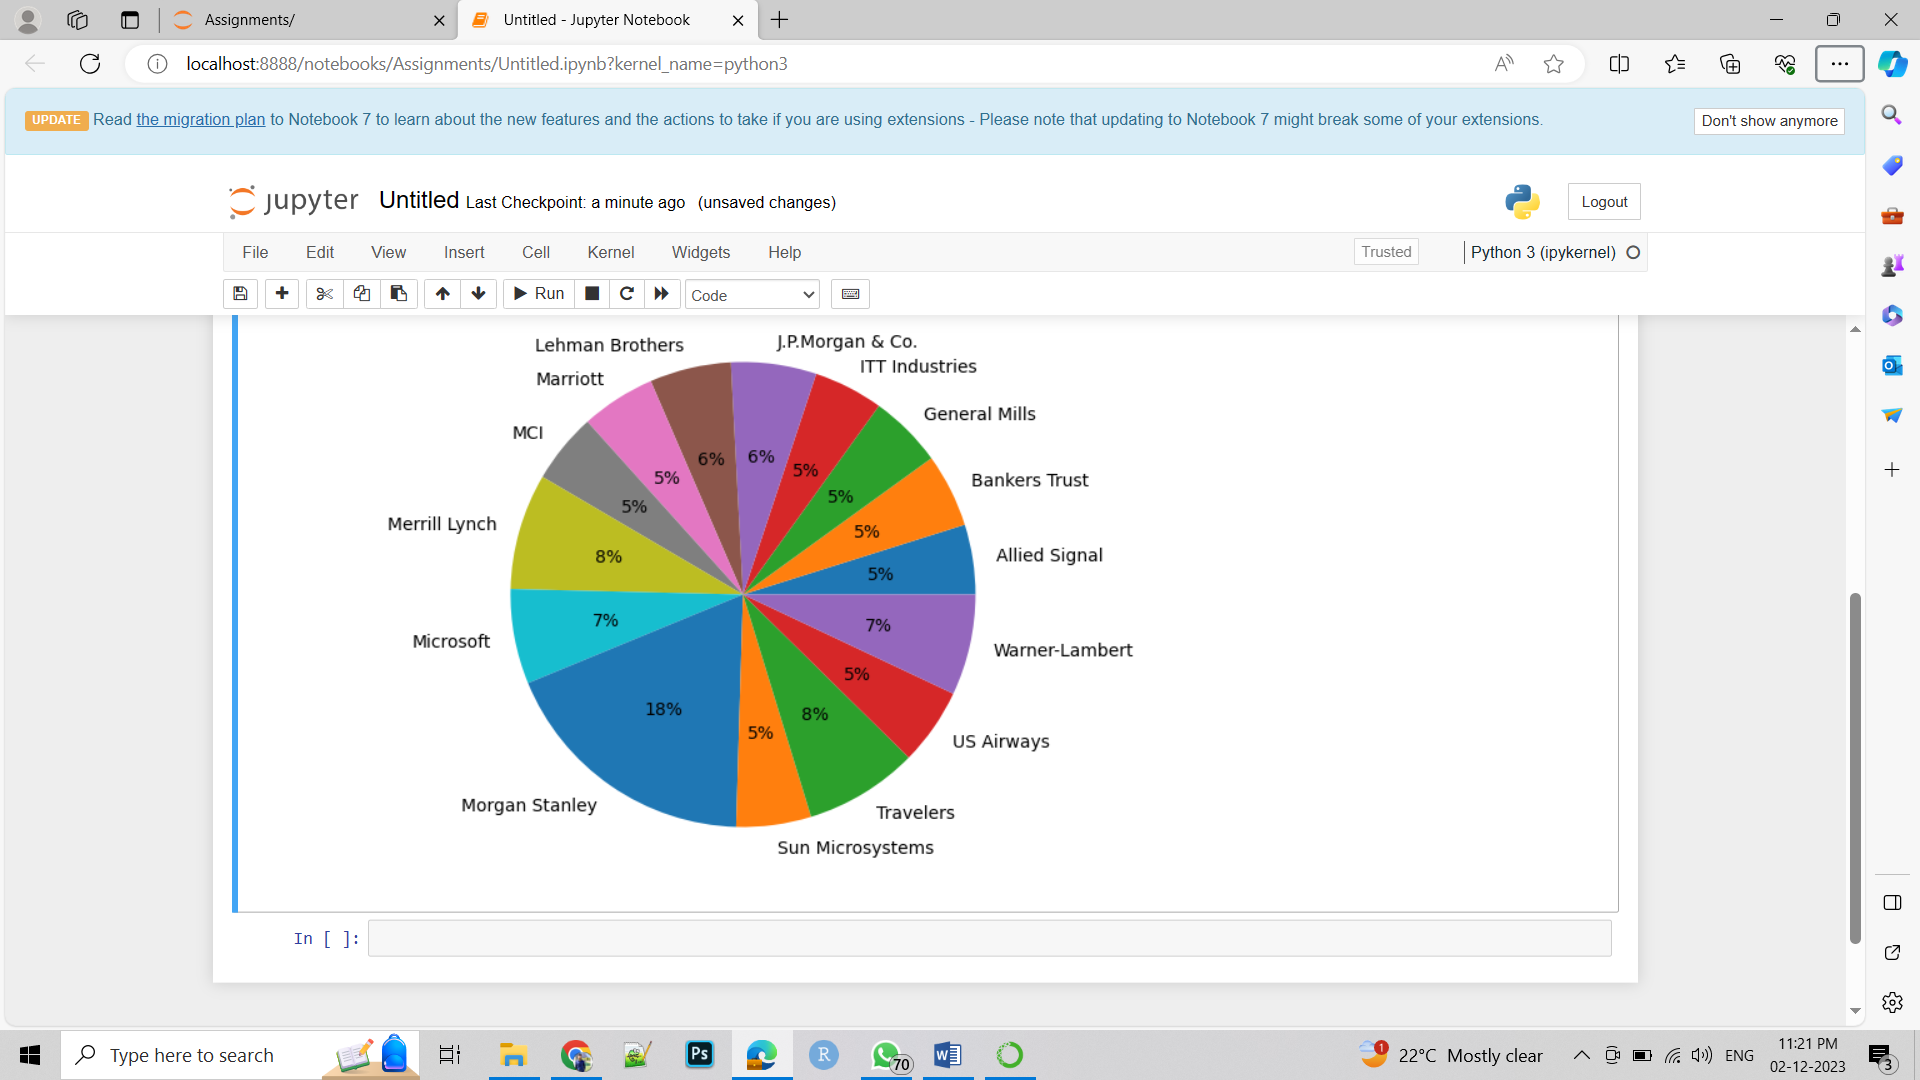 Assignments/
Untitled - Jupyter Notebook
localhost:8888/notebooks/Assignments/Untitled.ipynb?kernel_name=python3
UPDATE Read the migration plan to Notebook 7 to learn about the new features and the actions to take if you are using extensions - Please note that updating to Notebook 7 might break some of your extensions.
Don't show anymore
jupyter Untitled Last Checkpoint: a minute ago (unsaved changes)
Logout
File Edit View Insert Cell Kernel Widgets Help
Trusted
Python 3 (ipykernel)
Run
Code
J.P.Morgan & Co.
Lehman Brothers
ITT Industries
Marriott
General Mills
MCI
6%
6%
5%
5%
Bankers Trust
5%
5%
Merrill Lynch
5%
8%
Allied Signal
5%
7%
7%
Microsoft
Warner-Lambert
5%
18%
8%
5%
US Airways
Morgan Stanley
Travelers
Sun Microsystems
In [ ]:
Type here to search
Ps
R
70
W
1
22°C Mostly clear
ENG
11:21 PM
02-12-2023
3